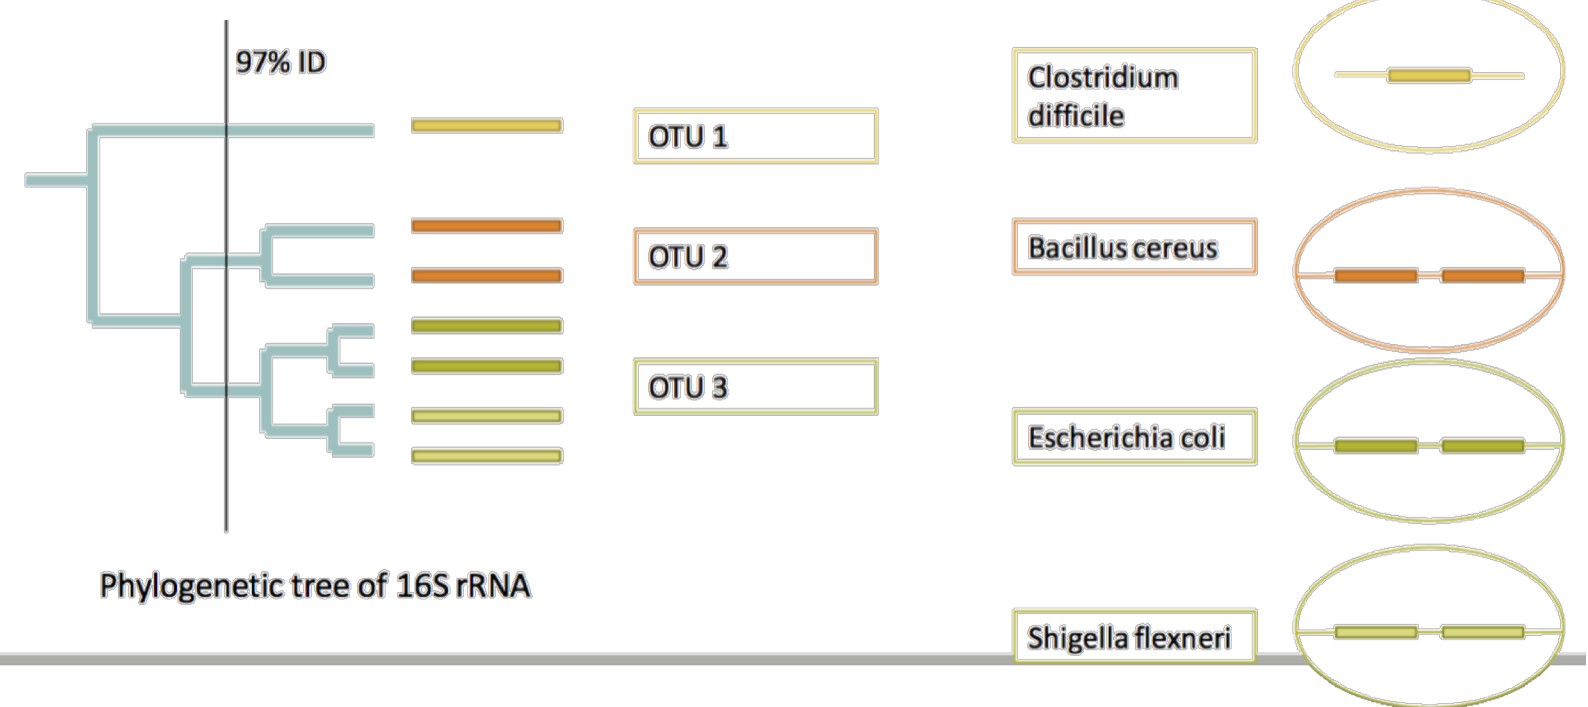 97% ID
OTU 1
OTU 2
OTU 3
Phylogenetic tree of 16S rRNA
Clostridium
difficile
Bacillus cereus
Escherichia coli
Shigella flexneri